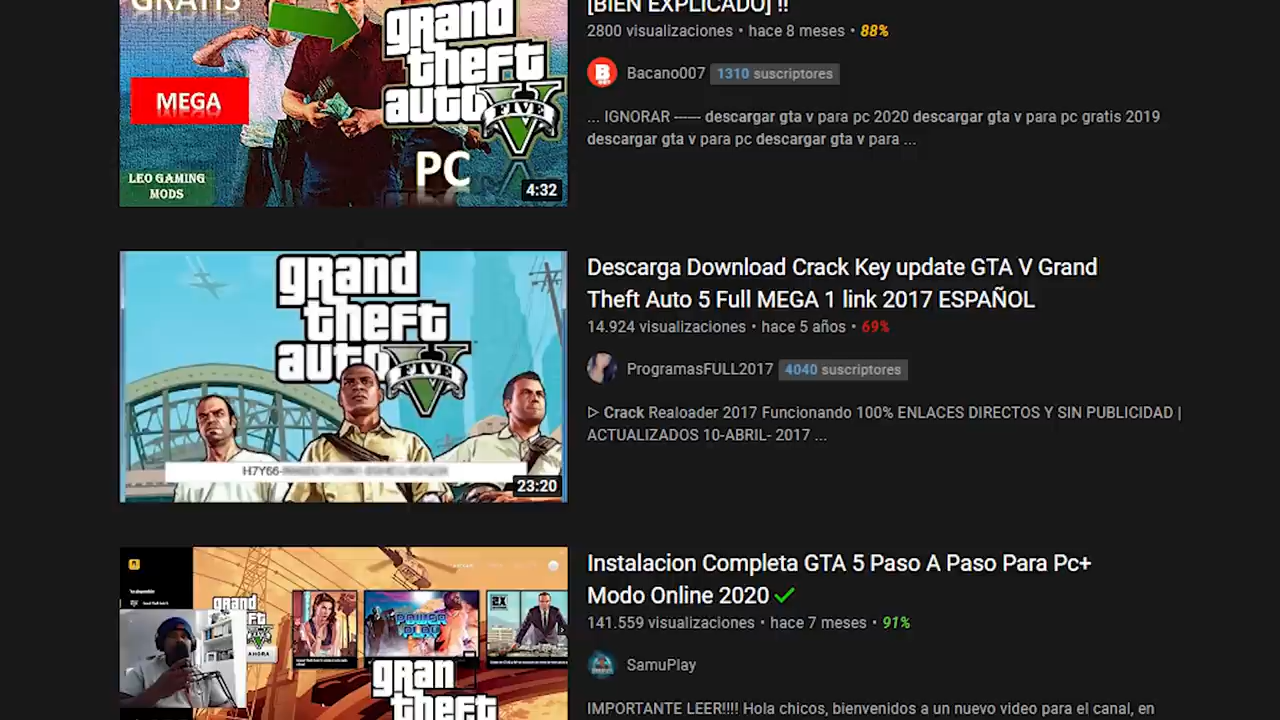 GRATIS
[BIEN EXPLICADO] !!
2800 visualizaciones • hace 8 meses • 88%
Bacano007 1310 suscriptores
... IGNORAR ------ descargar gta v para pc 2020 descargar gta v para pc gratis 2019
descargar gta v para pc descargar gta v para ...
grand
theft
auto
FIVE
MEGA
PC
LEO GAMING
MODS
4:32
grand
theft
auto
FIVE
H7Y66-
23:20
Descarga Download Crack Key update GTA V Grand
Theft Auto 5 Full MEGA 1 link 2017 ESPAÑOL
14.924 visualizaciones • hace 5 años • 69%
ProgramasFULL2017 4040 suscriptores
▷ Crack Realoader 2017 Funcionando 100% ENLACES DIRECTOS Y SIN PUBLICIDAD |
ACTUALIZADOS 10-ABRIL- 2017 ...
grand
theft
POWER
PLAY
AHORA
gran
theft
Instalacion Completa GTA 5 Paso A Paso Para Pc+
Modo Online 2020 ✓
141.559 visualizaciones • hace 7 meses • 91%
SamuPlay
IMPORTANTE LEER!!!! Hola chicos, bienvenidos a un nuevo video para el canal, en